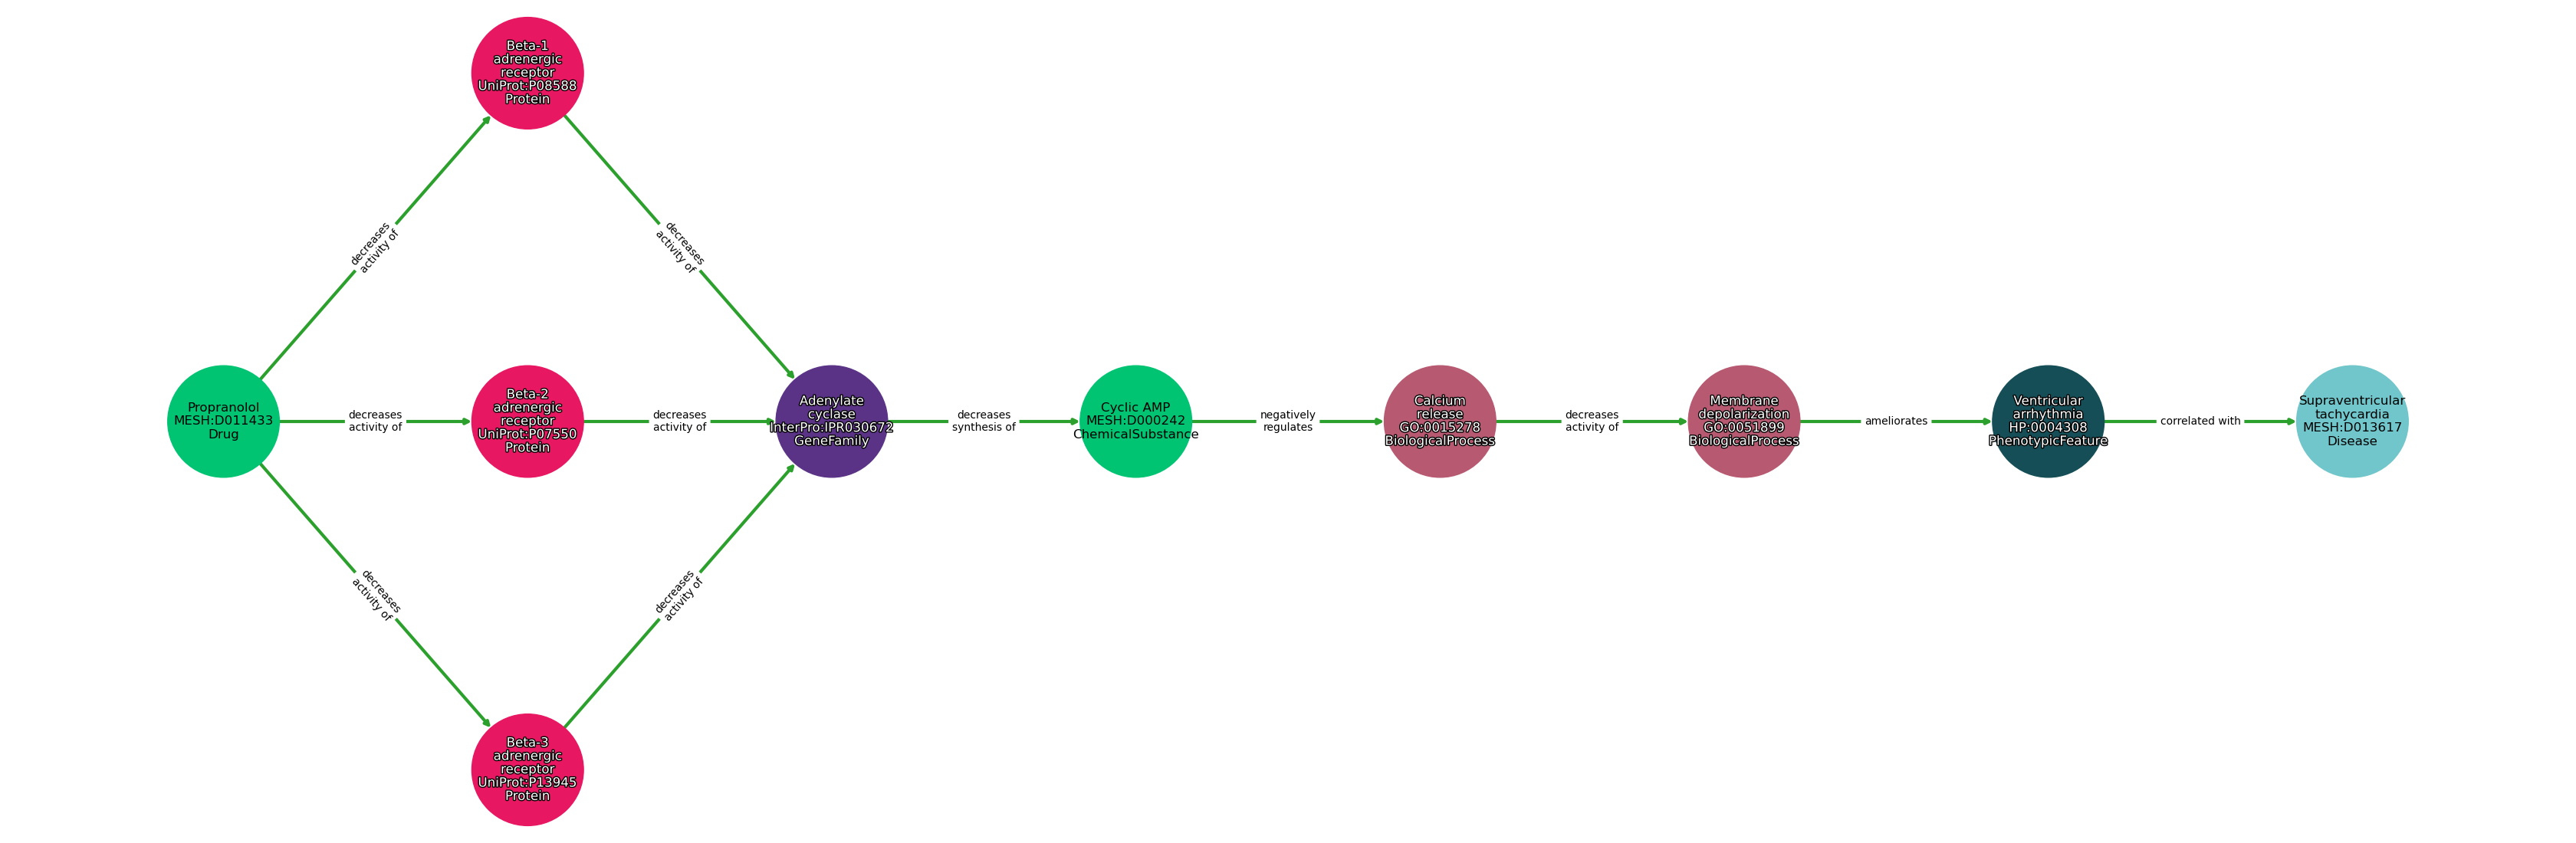 Beta-1
adrenergic
receptor
UniProt:P08588
Protein
decreases
activity of
decreases
activity of
Propranolol
MESH:D011433
Drug
decreases
activity of
Beta-2
adrenergic
receptor
UniProt:P07550
Protein
decreases
activity of
Adenylate
cyclase
InterPro:IPR030672
GeneFamily
decreases
synthesis of
Cyclic AMP
MESH:D000242
ChemicalSubstance
negatively
regulates
Calcium
release
GO:0015278
BiologicalProcess
decreases
activity of
Membrane
depolarization
GO:0051899
BiologicalProcess
ameliorates
Ventricular
arrhythmia
HP:0004308
PhenotypicFeature
correlated with
Supraventricular
tachycardia
MESH:D013617
Disease
decreases
activity of
decreases
activity of
Beta-3
adrenergic
receptor
UniProt:P13945
Protein